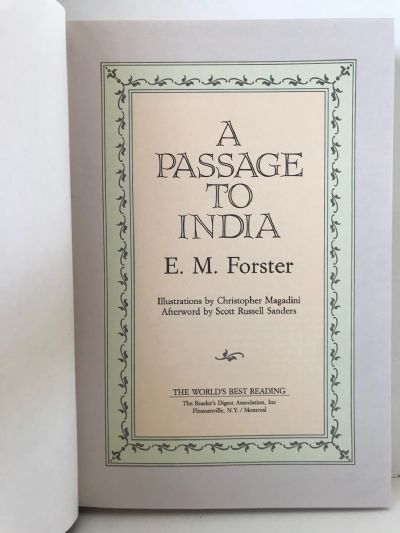 A
PASSAGE
TO
INDIA
E. M. Forster
Illustrations by Christopher Magadini
Afterword by Scott Russell Sanders
THE WORLD'S BEST READING
The Reader's Digest Association, Inc
Pleasantville, N.Y. / Montreal